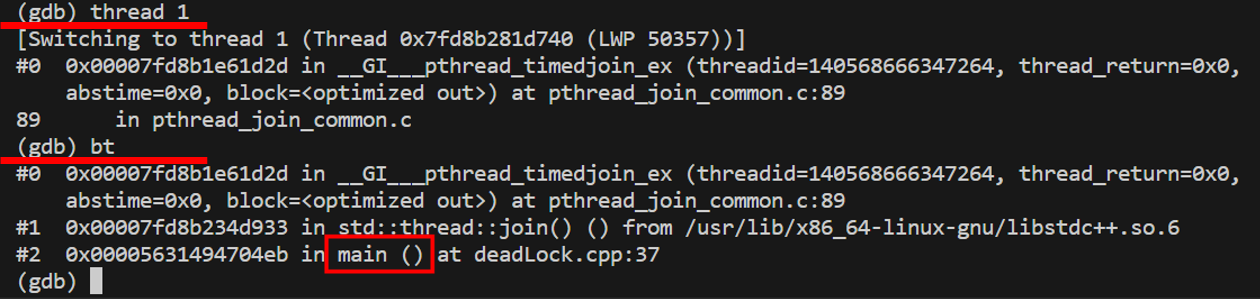 (gdb) thread 1
[Switching to thread 1 (Thread 0x7fd8b281d740 (LWP 50357))]
#0  0x00007fd8b1e61d2d in __GI___pthread_timedjoin_ex (threadid=140568666347264, thread_return=0x0,
    abstime=0x0, block=<optimized out>) at pthread_join_common.c:89
89      in pthread_join_common.c
(gdb) bt
#0  0x00007fd8b1e61d2d in __GI___pthread_timedjoin_ex (threadid=140568666347264, thread_return=0x0,
    abstime=0x0, block=<optimized out>) at pthread_join_common.c:89
#1  0x00007fd8b234d933 in std::thread::join() () from /usr/lib/x86_64-linux-gnu/libstdc++.so.6
#2  0x00005631494704eb in main () at deadLock.cpp:37
(gdb)